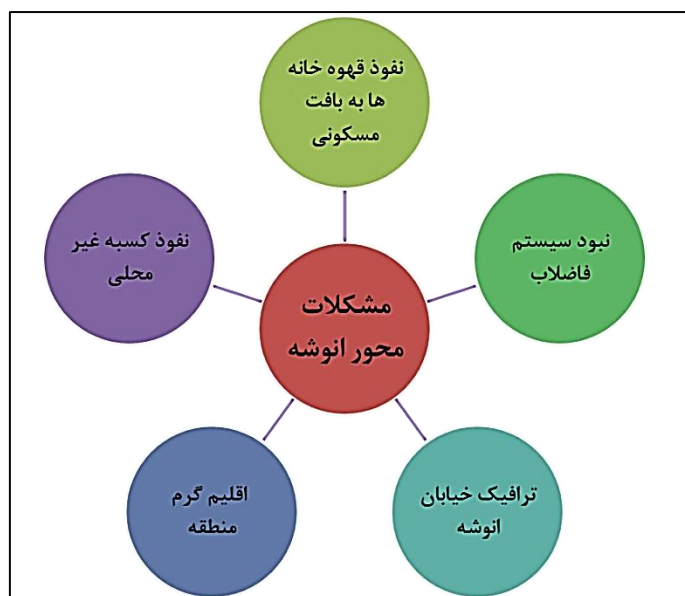 نفوذ قهوه خانه
ها به بافت
مسکونی
نبود سیستم
فاضلاب
نفوذ کسبه غیر
محلی
مشکلات
محور انوشه
ترافیک خیابان
انوشه
اقلیم گرم
منطقه